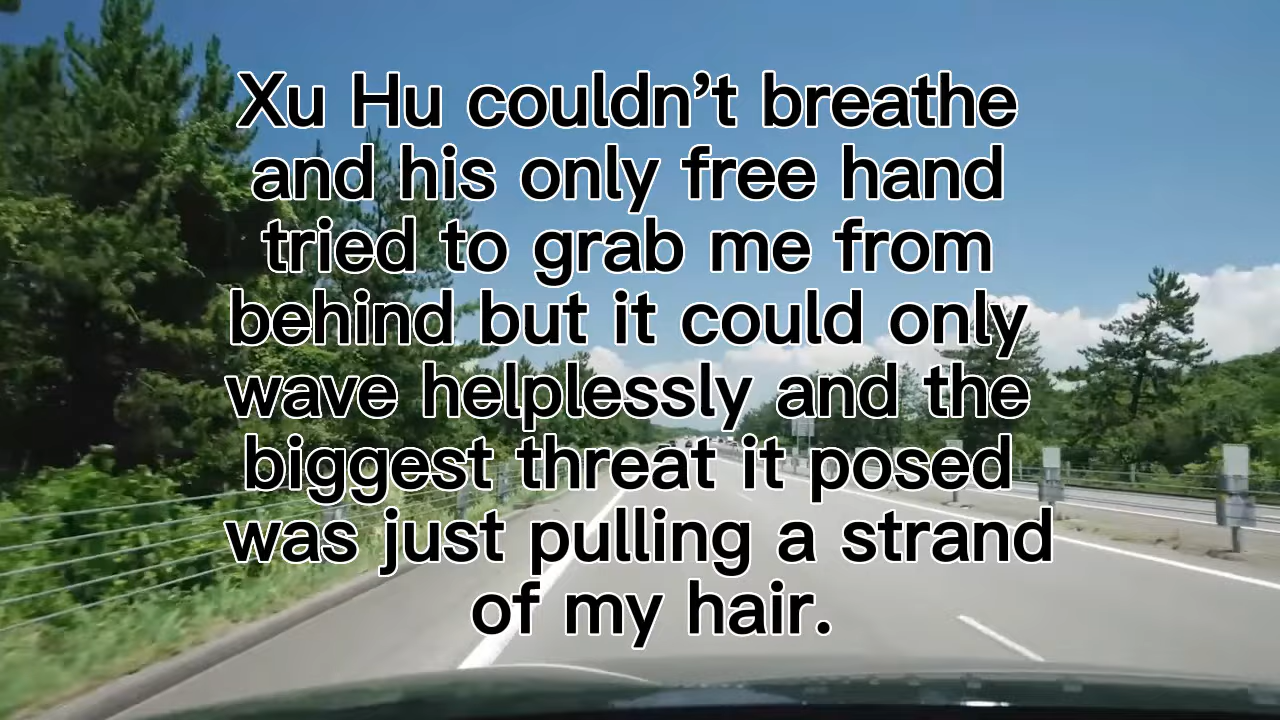 Xu Hu couldn’t breathe
and his only free hand
tried to grab me from
behind but it could only
wave helplessly and the
biggest threat it posed
was just pulling a strand
of my hair.